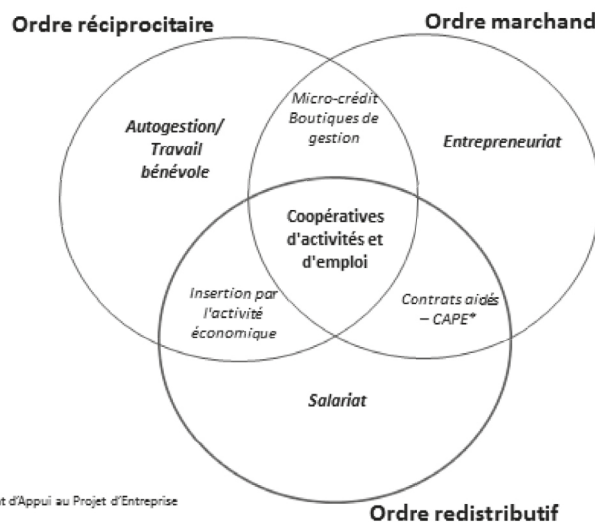 Ordre réciprocitaire
Ordre marchand
Micro-crédit
Boutiques de
gestion
Autogestion/
Travail
bénévole
Entrepreneuriat
Coopératives
d'activités et
d'emploi
Insertion par
l'activité
économique
Contrats aidés
– CAPE*
Salariat
d'Appui au Projet d'Entreprise
Ordre redistributif